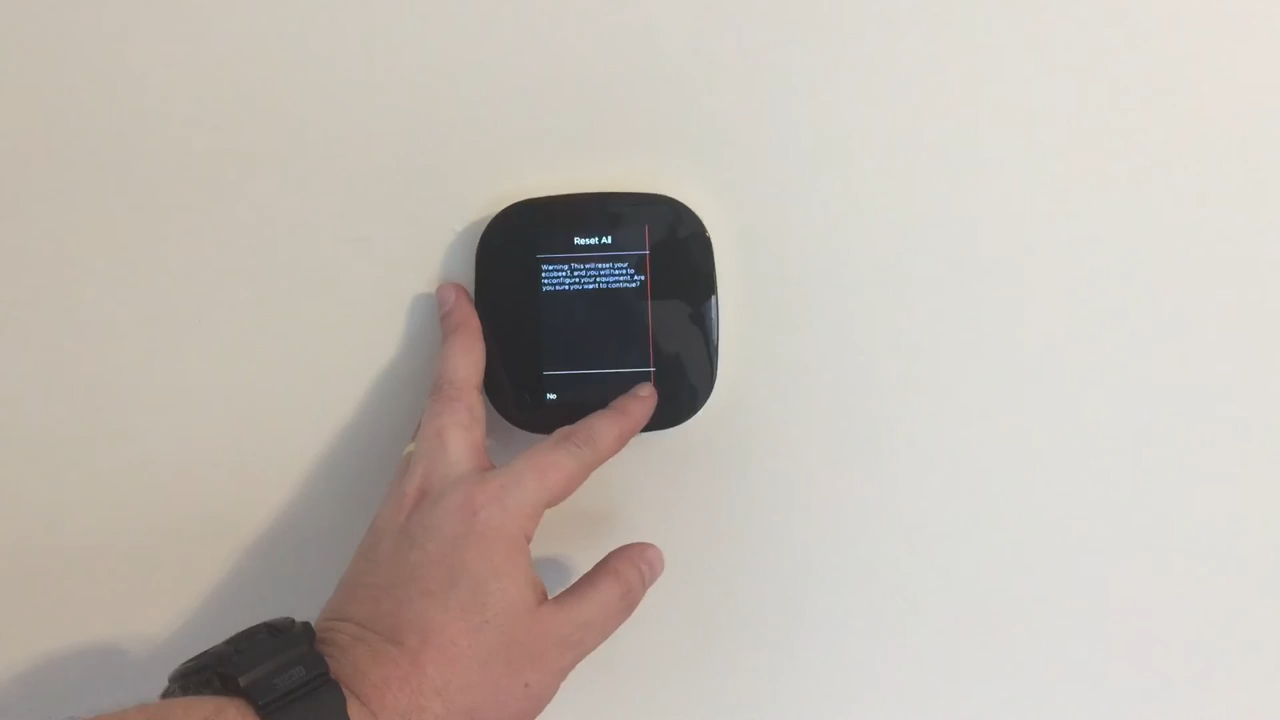 Reset All
Warning: This will reset your
ecobee3, and you will have to
reconfigure your equipment. Are
you sure you want to continue?
No